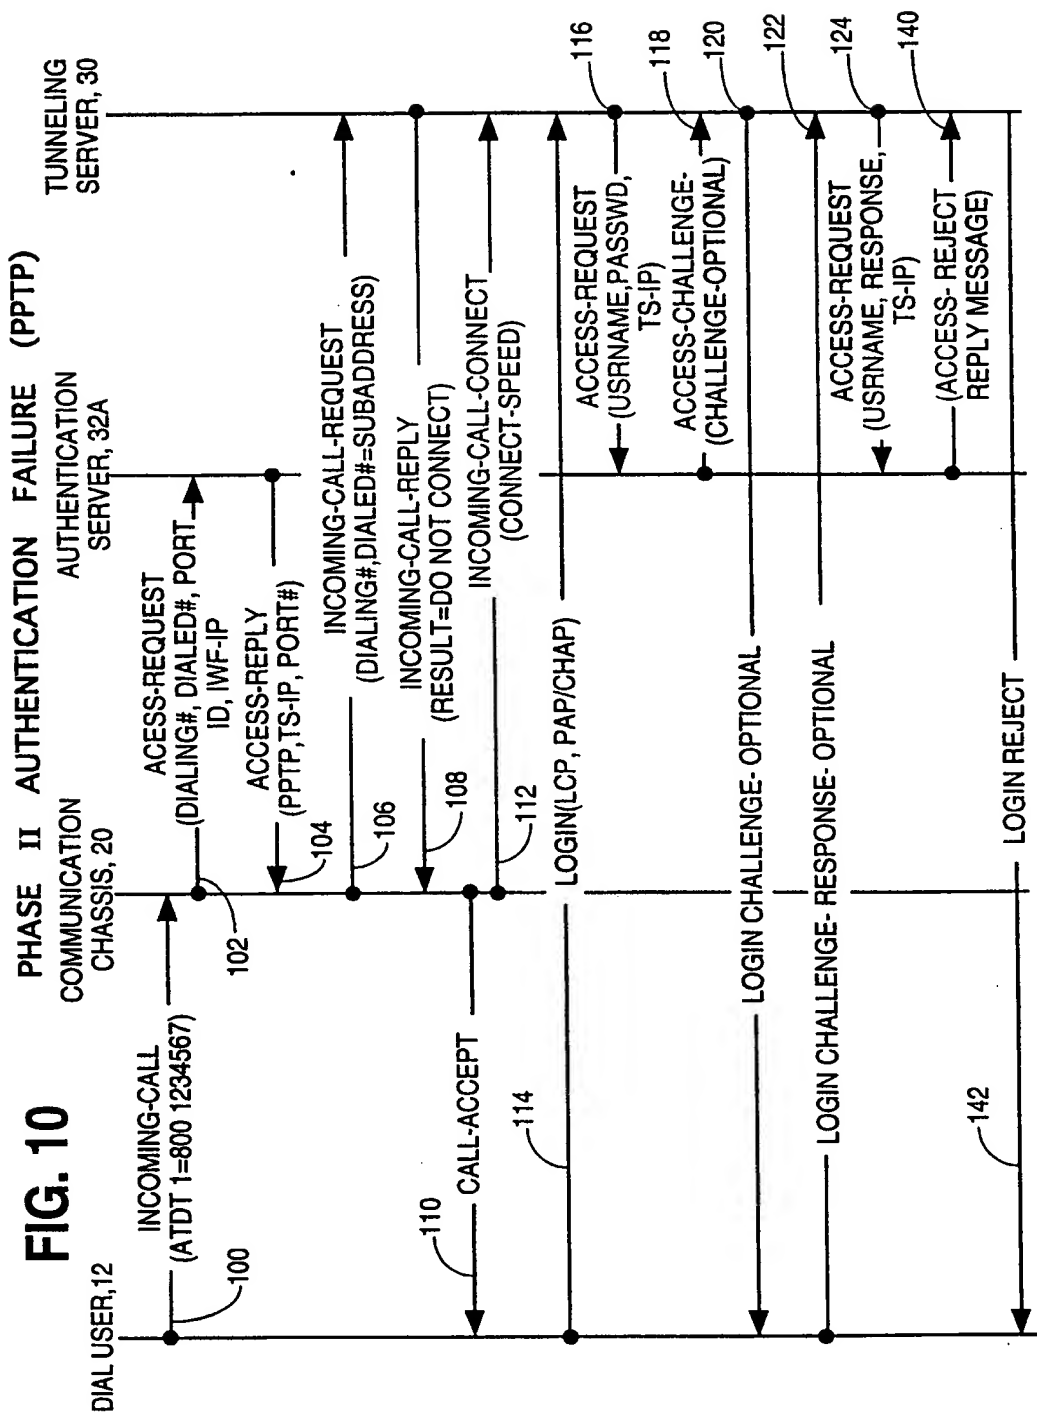 FIG. 10
PHASE II AUTHENTICATION FAILURE (PPTP)
DIAL USER,12
COMMUNICATION
CHASSIS, 20
AUTHENTICATION
SERVER, 32A
TUNNELING
SERVER, 30
INCOMING-CALL
(ATDT 1=800 1234567)
100
ACESS-REQUEST
(DIALING#, DIALED#, PORT
ID, IWF-IP
102
ACCESS-REPLY
(PPTP,TS-IP, PORT#)
104
INCOMING-CALL-REQUEST
(DIALING#,DIALED#=SUBADDRESS)
106
INCOMING-CALL-REPLY
(RESULT=DO NOT CONNECT)
108
CALL-ACCEPT
110
INCOMING-CALL-CONNECT
(CONNECT-SPEED)
112
LOGIN(LCP, PAP/CHAP)
114
ACCESS-REQUEST
(USRNAME,PASSWD,
TS-IP)
116
ACCESS-CHALLENGE-
(CHALLENGE-OPTIONAL)
118
LOGIN CHALLENGE- OPTIONAL
120
LOGIN CHALLENGE- RESPONSE- OPTIONAL
122
ACCESS-REQUEST
(USRNAME, RESPONSE,
TS-IP)
124
(ACCESS- REJECT
REPLY MESSAGE)
140
LOGIN REJECT
142